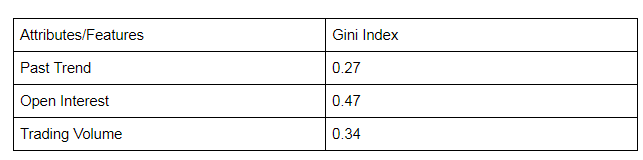 Attributes/Features Gini Index
Past Trend 0.27
Open Interest 0.47
Trading Volume 0.34